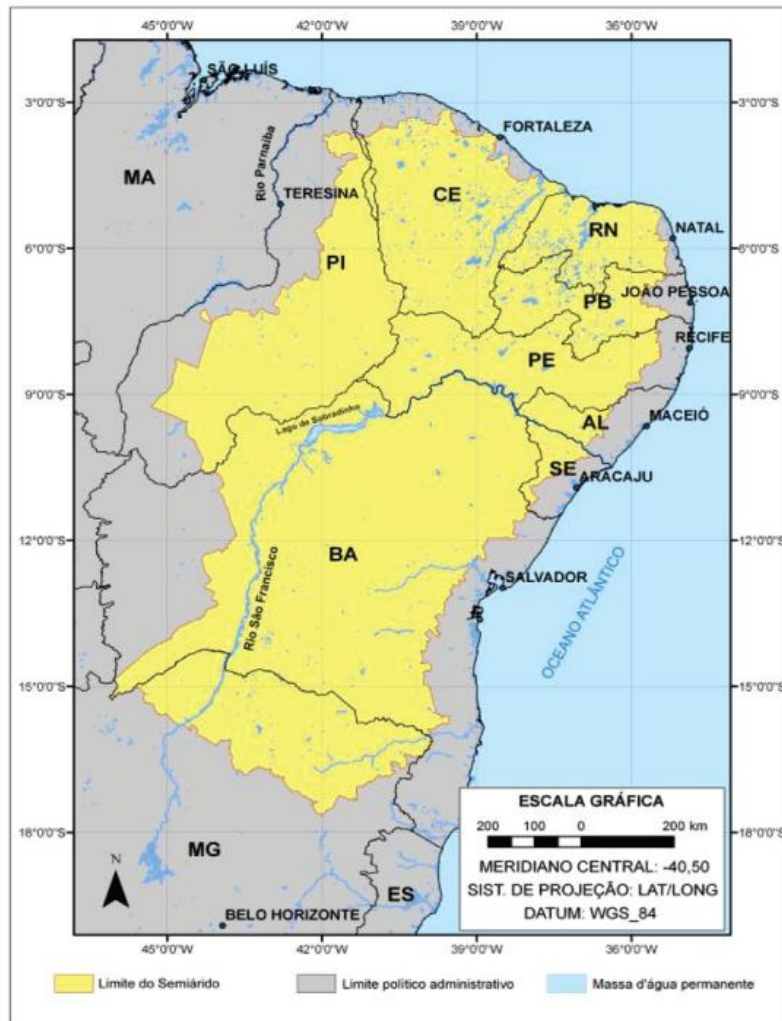 45°0'0"W 42°0'0"W 39°0'0"W 36°0'0"W
SÃO LUÍS
3°0'0"S 3°0'0"S
FORTALEZA
Rio Parnaíba
MA
CE
TERESINA
RN
NATAL
6°0'0"S 6°0'0"S
PI
JOÃO PESSOA
PB
RECIFE
PE
9°0'0"S 9°0'0"S
Lago de Sobradinho
AL
MACEIÓ
SE
ARACAJU
12°0'0"S 12°0'0"S
BA
SALVADOR
Rio São Francisco
OCEANO ATLÂNTICO
15°0'0"S 15°0'0"S
ESCALA GRÁFICA
200 100 0 200 km
18°0'0"S 18°0'0"S
MG
MERIDIANO CENTRAL: -40,50
SIST. DE PROJEÇÃO: LAT/LONG
DATUM: WGS_84
N
ES
BELO HORIZONTE
45°0'0"W 42°0'0"W 39°0'0"W 36°0'0"W
Limite do Semiárido Limite político administrativo Massa d'água permanente